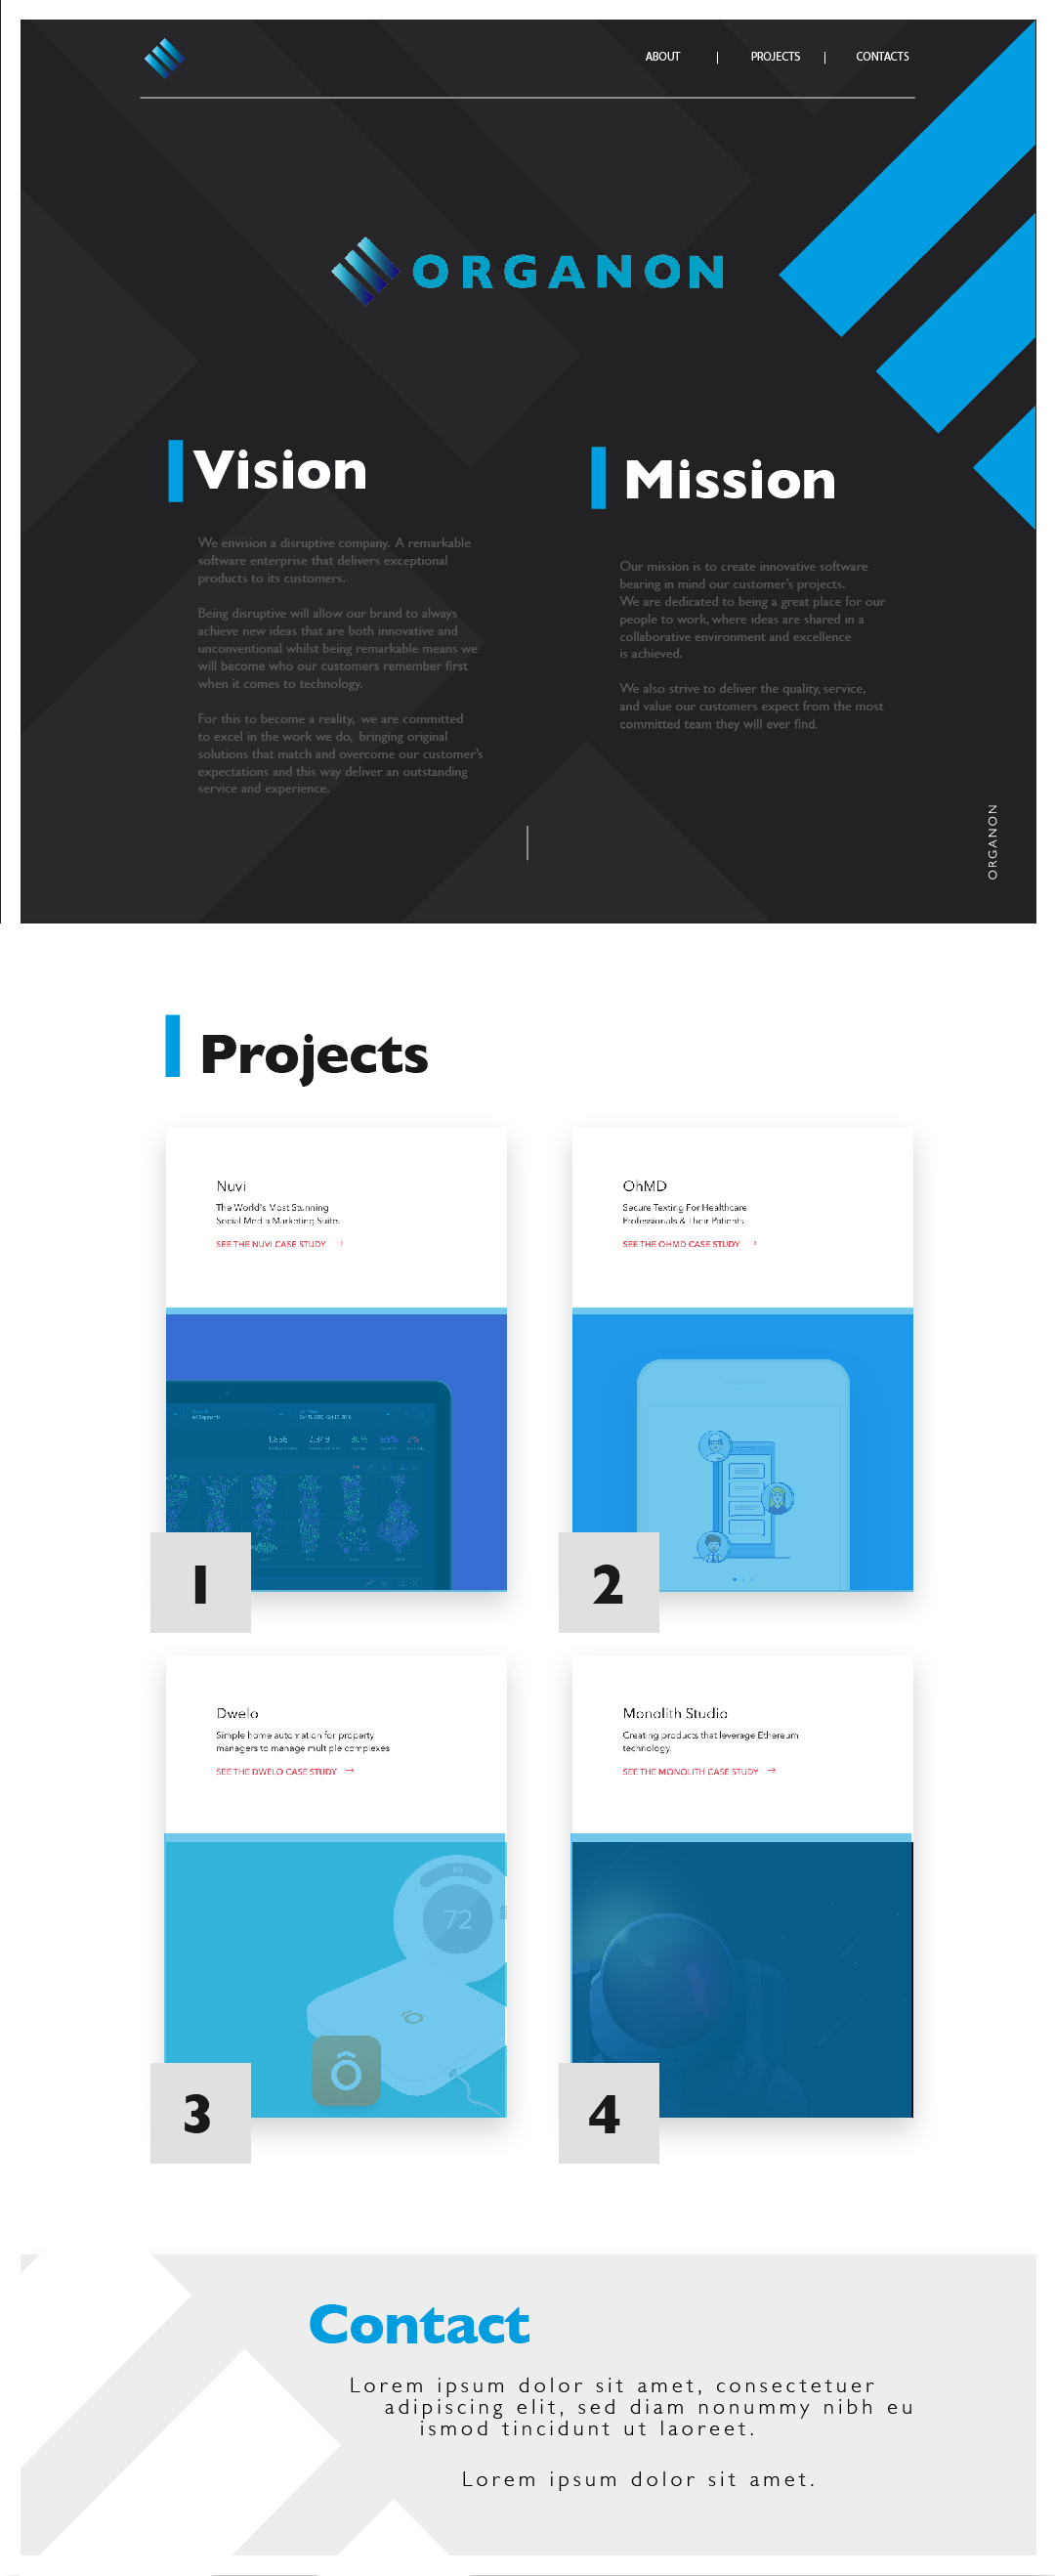 ABOUT | PROJECTS | CONTACTS
ORGANON
Vision
We envision a disruptive company. A remarkable
software enterprise that delivers exceptional
products to its customers.
Being disruptive will allow our brand to always
achieve new ideas that are both innovative and
unconventional whilst being remarkable means we
will become who our customers remember first
when it comes to technology.
For this to become a reality, we are committed
to excel in the work we do, bringing original
solutions that match and overcome our customer's
expectations and this way deliver an outstanding
service and experience.
Mission
Our mission is to create innovative software
bearing in mind our customer's projects.
We are dedicated to being a great place for our
people to work, where ideas are shared in a
collaborative environment and excellence
is achieved.
We also strive to deliver the quality, service,
and value our customers expect from the most
committed team they will ever find.
ORGANON
Projects
Nuvi
The World's Most Stunning
Social Media Marketing Suite.
SEE THE NUVI CASE STUDY →
1,856 2,349
1
OhMD
Secure Texting For Healthcare
Professionals & Their Patients.
SEE THE OHMD CASE STUDY →
2
Dwelo
Simple home automation for property
managers to manage multiple complexes
SEE THE DWELO CASE STUDY →
72
3
Monolith Studio
Creating products that leverage Ethereum
technology.
SEE THE MONOLITH CASE STUDY →
4
Contact
Lorem ipsum dolor sit amet, consectetuer
adipiscing elit, sed diam nonummy nibh eu
ismod tincidunt ut laoreet.
Lorem ipsum dolor sit amet.